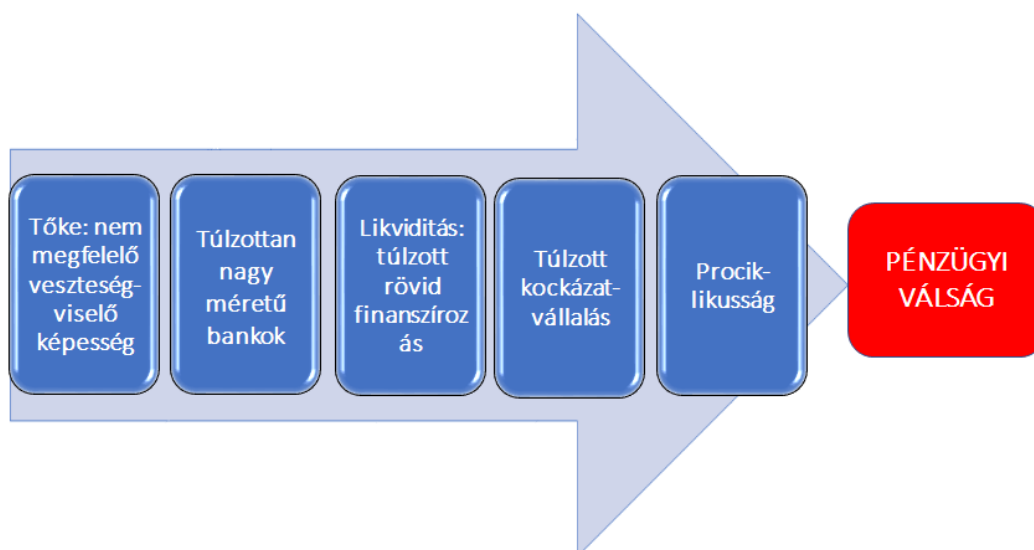 Tőke: nem
megfelelő
veszteség-
viselő
képesség
Túlzottan
nagy
méretű
bankok
Likviditás:
túlzott
rövid
finanszíroz
ás
Túlzott
kockázat-
vállalás
Procik-
likusság
PÉNZÜGYI
VÁLSÁG